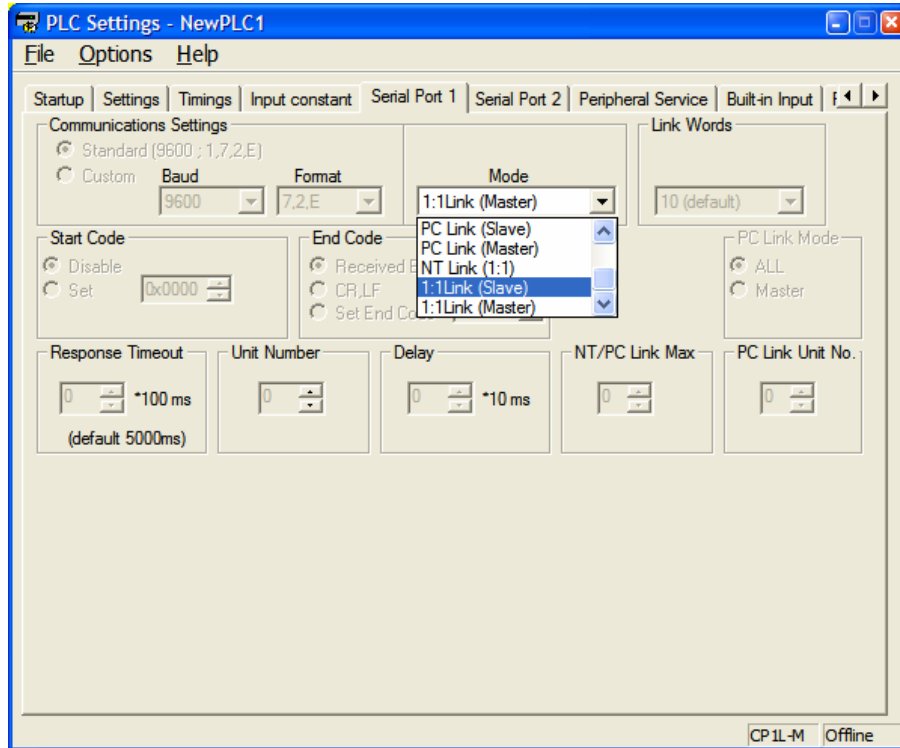 PLC Settings - NewPLC1
File Options Help
Startup Settings Timings Input constant Serial Port 1 Serial Port 2 Peripheral Service Built-in Input
Communications Settings
Standard (9600 ; 1,7,2,E)
Custom
Baud
9600
Format
7,2,E
Mode
1:1Link (Master)
PC Link (Slave)
PC Link (Master)
NT Link (1:1)
1:1Link (Slave)
1:1Link (Master)
Link Words
10 (default)
Start Code
Disable
Set 0x0000
End Code
Received
CR,LF
Set End
PC Link Mode
ALL
Master
Response Timeout
0 *100 ms
(default 5000ms)
Unit Number
0
Delay
0 *10 ms
NT/PC Link Max
0
PC Link Unit No.
0
CP1L-M Offline